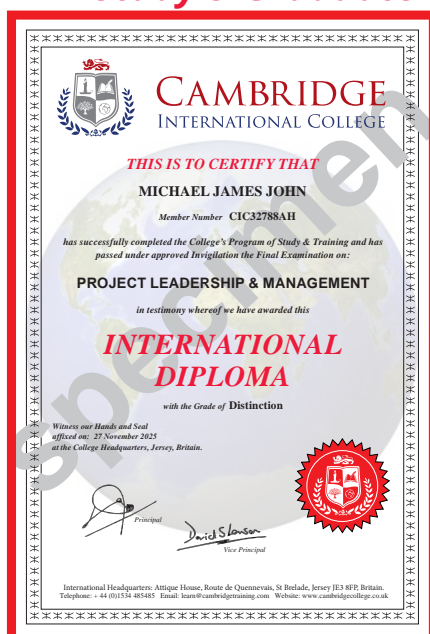 CAMBRIDGE
INTERNATIONAL COLLEGE
THIS IS TO CERTIFY THAT
MICHAEL JAMES JOHN
Member Number CIC32788AH
has successfully completed the College's Program of Study & Training and has
passed under approved Invigilation the Final Examination on:
PROJECT LEADERSHIP & MANAGEMENT
in testimony whereof we have awarded this
INTERNATIONAL
DIPLOMA
with the Grade of Distinction
Witness our Hands and Seal
affixed on: 27 November 2025
at the College Headquarters, Jersey, Britain.
Principal
David S Lawson
Vice Principal
International Headquarters: Attique House, Route de Quennevais, St Brelade, Jersey JE3 8FP, Britain.
Telephone: + 44 (0)1534 485485 Email: learn@cambridgetraining.com Website: www.cambridgecollege.co.uk
specimen